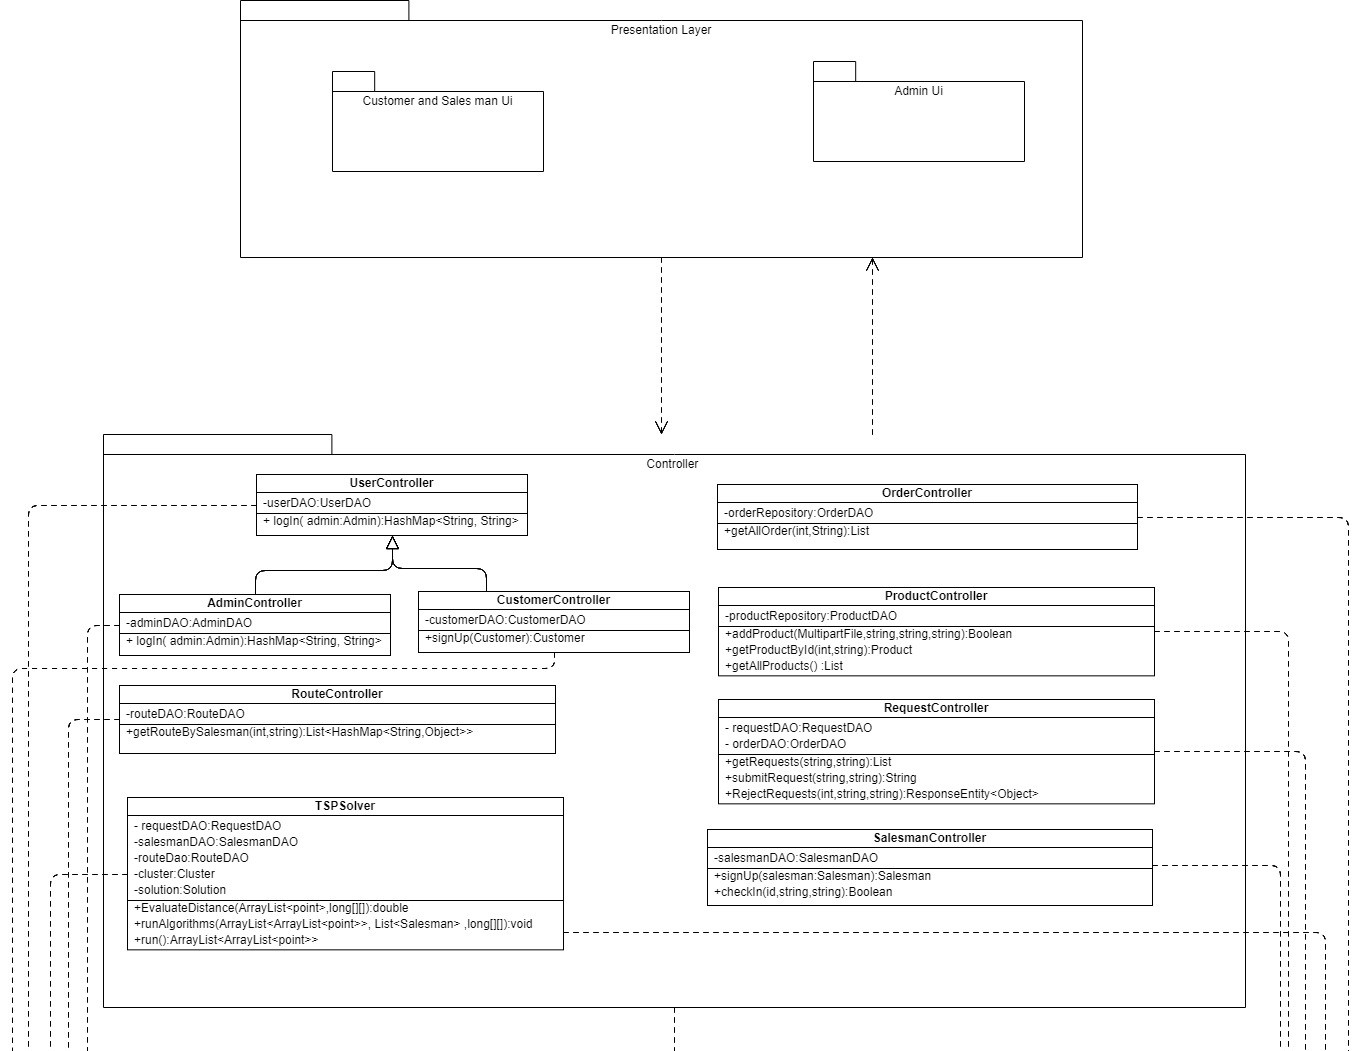 Presentation Layer
Customer and Sales man Ui
Admin Ui
Controller
UserController
-userDAO:UserDAO
+ logIn( admin:Admin):HashMap<String, String>
AdminController
-adminDAO:AdminDAO
+ logIn( admin:Admin):HashMap<String, String>
CustomerController
-customerDAO:CustomerDAO
+signUp(Customer):Customer
RouteController
-routeDAO:RouteDAO
+getRouteBySalesman(int,string):List<HashMap<String,Object>>
TSPSolver
- requestDAO:RequestDAO
-salesmanDAO:SalesmanDAO
-routeDao:RouteDAO
-cluster:Cluster
-solution:Solution
+EvaluateDistance(ArrayList<point>,long[][]):double
+runAlgorithms(ArrayList<ArrayList<point>>, List<Salesman> ,long[][]):void
+run():ArrayList<ArrayList<point>>
OrderController
-orderRepository:OrderDAO
+getAllOrder(int,String):List
ProductController
-productRepository:ProductDAO
+addProduct(MultipartFile,string,string,string):Boolean
+getProductById(int,string):Product
+getAllProducts() :List
RequestController
- requestDAO:RequestDAO
- orderDAO:OrderDAO
+getRequests(string,string):List
+submitRequest(string,string):String
+RejectRequests(int,string,string):ResponseEntity<Object>
SalesmanController
-salesmanDAO:SalesmanDAO
+signUp(salesman:Salesman):Salesman
+checkIn(id,string,string):Boolean